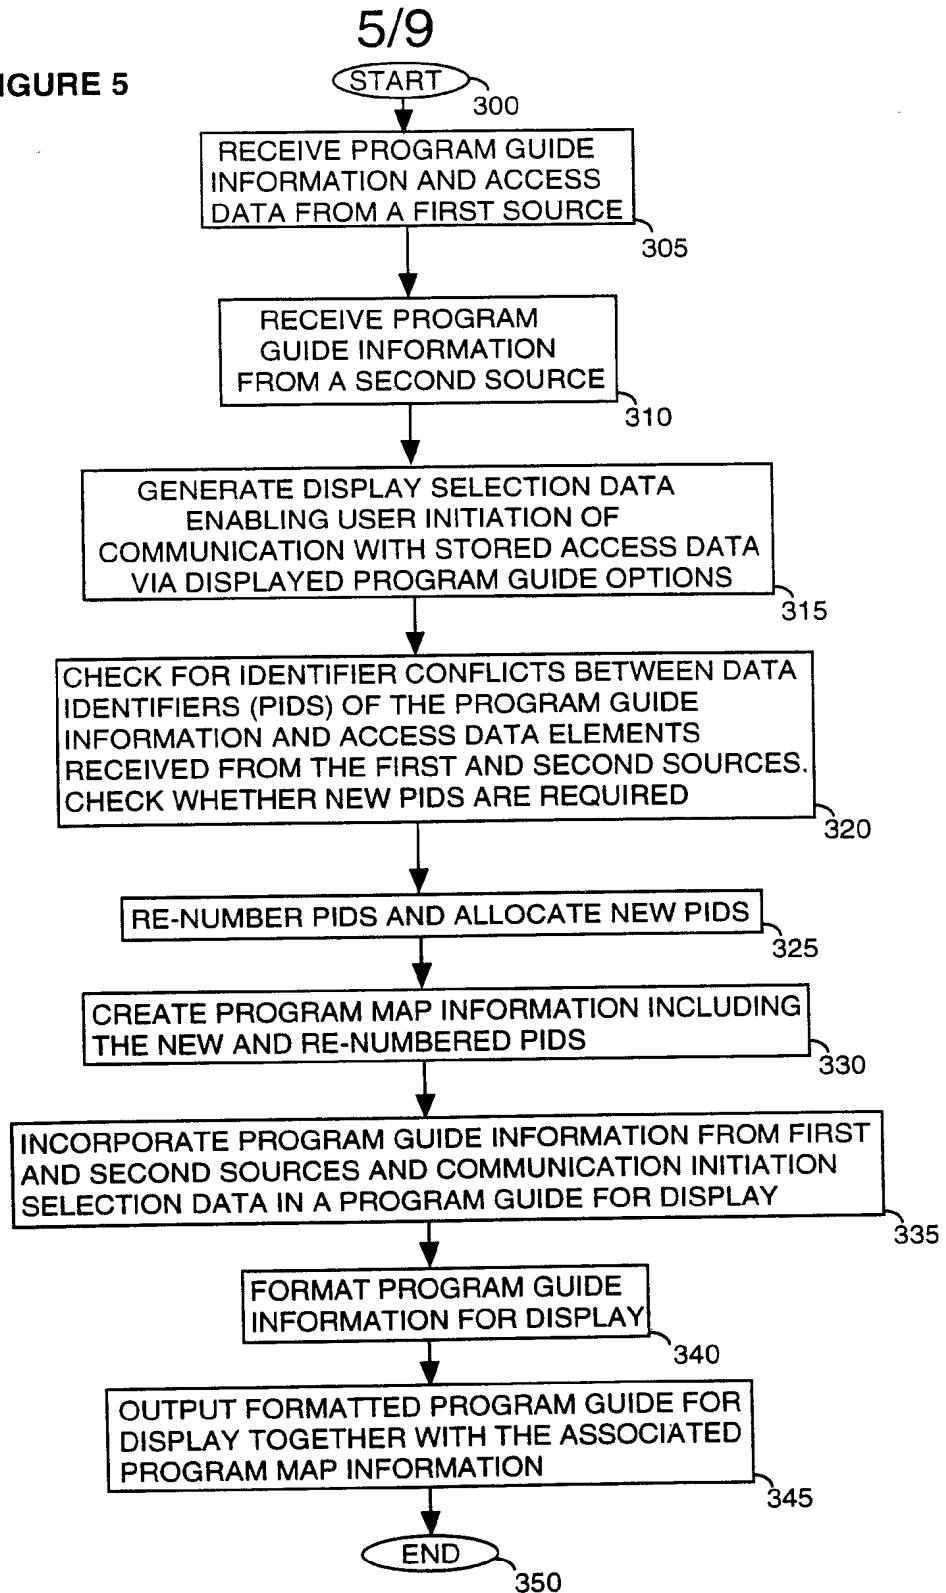 5/9
IGURE 5
START
300
RECEIVE PROGRAM GUIDE
INFORMATION AND ACCESS
DATA FROM A FIRST SOURCE
305
RECEIVE PROGRAM
GUIDE INFORMATION
FROM A SECOND SOURCE
310
GENERATE DISPLAY SELECTION DATA
ENABLING USER INITIATION OF
COMMUNICATION WITH STORED ACCESS DATA
VIA DISPLAYED PROGRAM GUIDE OPTIONS
315
CHECK FOR IDENTIFIER CONFLICTS BETWEEN DATA
IDENTIFIERS (PIDS) OF THE PROGRAM GUIDE
INFORMATION AND ACCESS DATA ELEMENTS
RECEIVED FROM THE FIRST AND SECOND SOURCES.
CHECK WHETHER NEW PIDS ARE REQUIRED
320
RE-NUMBER PIDS AND ALLOCATE NEW PIDS
325
CREATE PROGRAM MAP INFORMATION INCLUDING
THE NEW AND RE-NUMBERED PIDS
330
INCORPORATE PROGRAM GUIDE INFORMATION FROM FIRST
AND SECOND SOURCES AND COMMUNICATION INITIATION
SELECTION DATA IN A PROGRAM GUIDE FOR DISPLAY
335
FORMAT PROGRAM GUIDE
INFORMATION FOR DISPLAY
340
OUTPUT FORMATTED PROGRAM GUIDE FOR
DISPLAY TOGETHER WITH THE ASSOCIATED
PROGRAM MAP INFORMATION
345
END
350